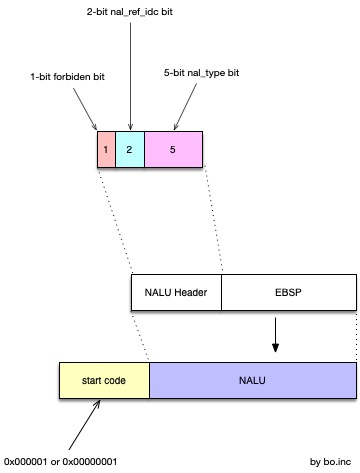 2-bit nal_ref_idc bit
1-bit forbiden bit
5-bit nal_type bit
1 2 5
NALU Header EBSP
start code NALU
0x000001 or 0x00000001
by bo.inc